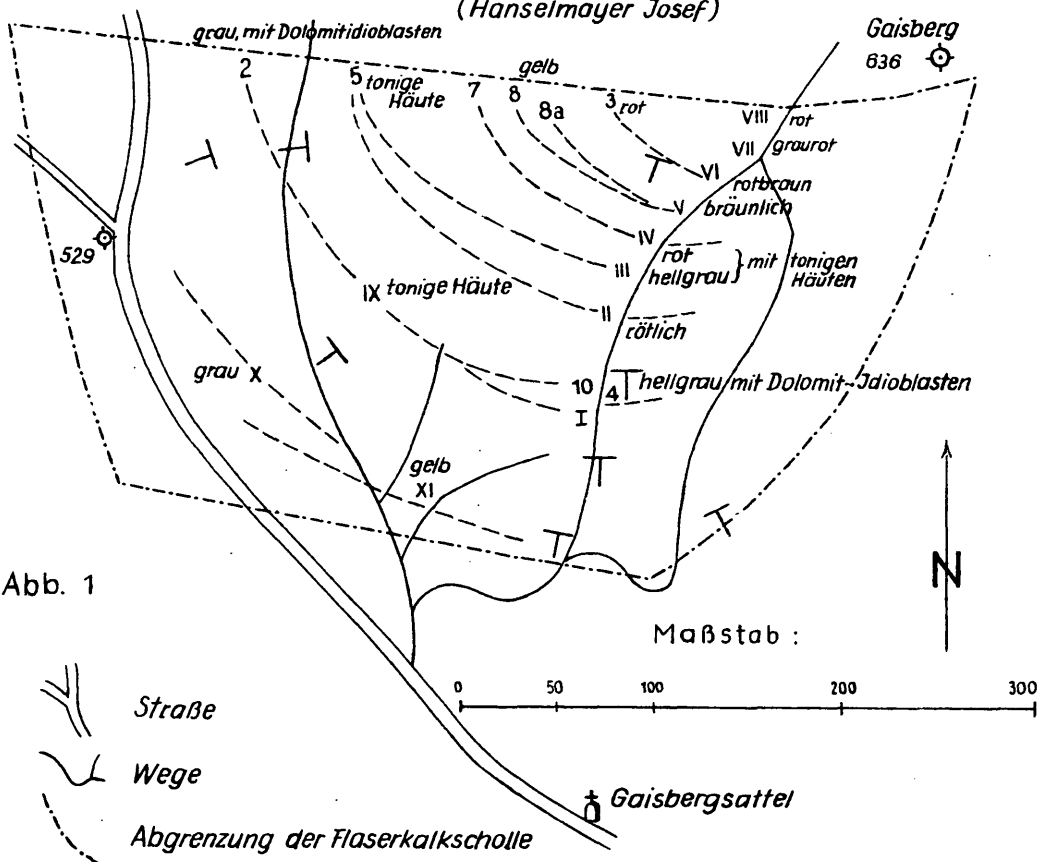 (Hanselmayer Josef)
Gaisberg
636
grau, mit Dolomitidioblasten
gelb
2
5 tonige
Häute
7
8
8a
3 rot
VIII rot
VII graurot
VI rotbraun
V bräunlich
IV
529
III
rot
hellgrau } mit tonigen
Häuten
IX tonige Häute
II
rötlich
grau X
10
4 hellgrau mit Dolomit-Jdioblasten
I
gelb
XI
Abb. 1
N
Maßstab :
0 50 100 200 300
Straße
Wege
Gaisbergsattel
Abgrenzung der Flaserkalkscholle